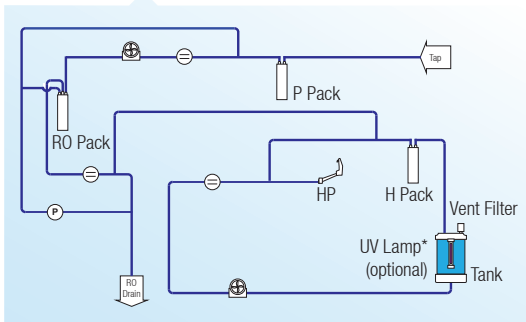 Tap
P Pack
RO Pack
HP
H Pack
Vent Filter
P
UV Lamp*
(optional)
Tank
RO
Drain